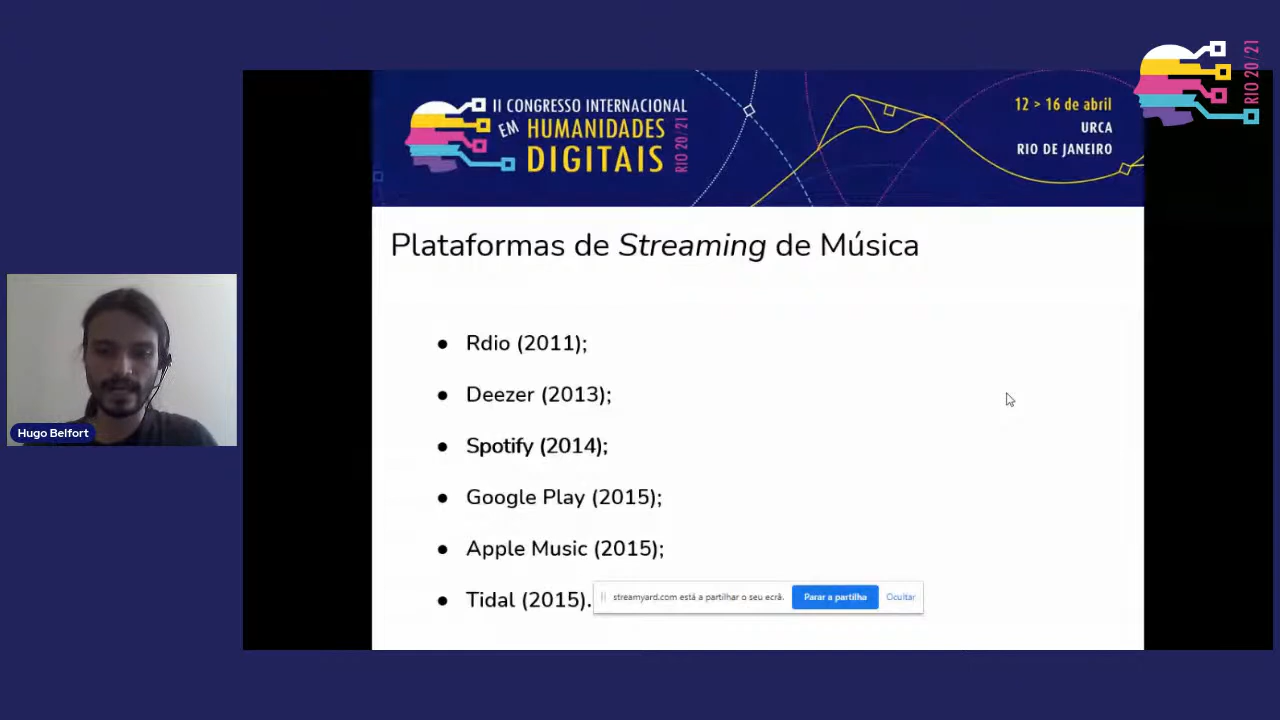 II CONGRESSO INTERNACIONAL
EM HUMANIDADES
DIGITAIS
RIO 20/21
12 > 16 de abril
URCA
RIO DE JANEIRO
RIO 20/21
Plataformas de Streaming de Música
● Rdio (2011);
● Deezer (2013);
● Spotify (2014);
● Google Play (2015);
● Apple Music (2015);
● Tidal (2015).
streamyard.com está a partilhar o seu ecrã.
Parar a partilha
Ocultar
Hugo Belfort